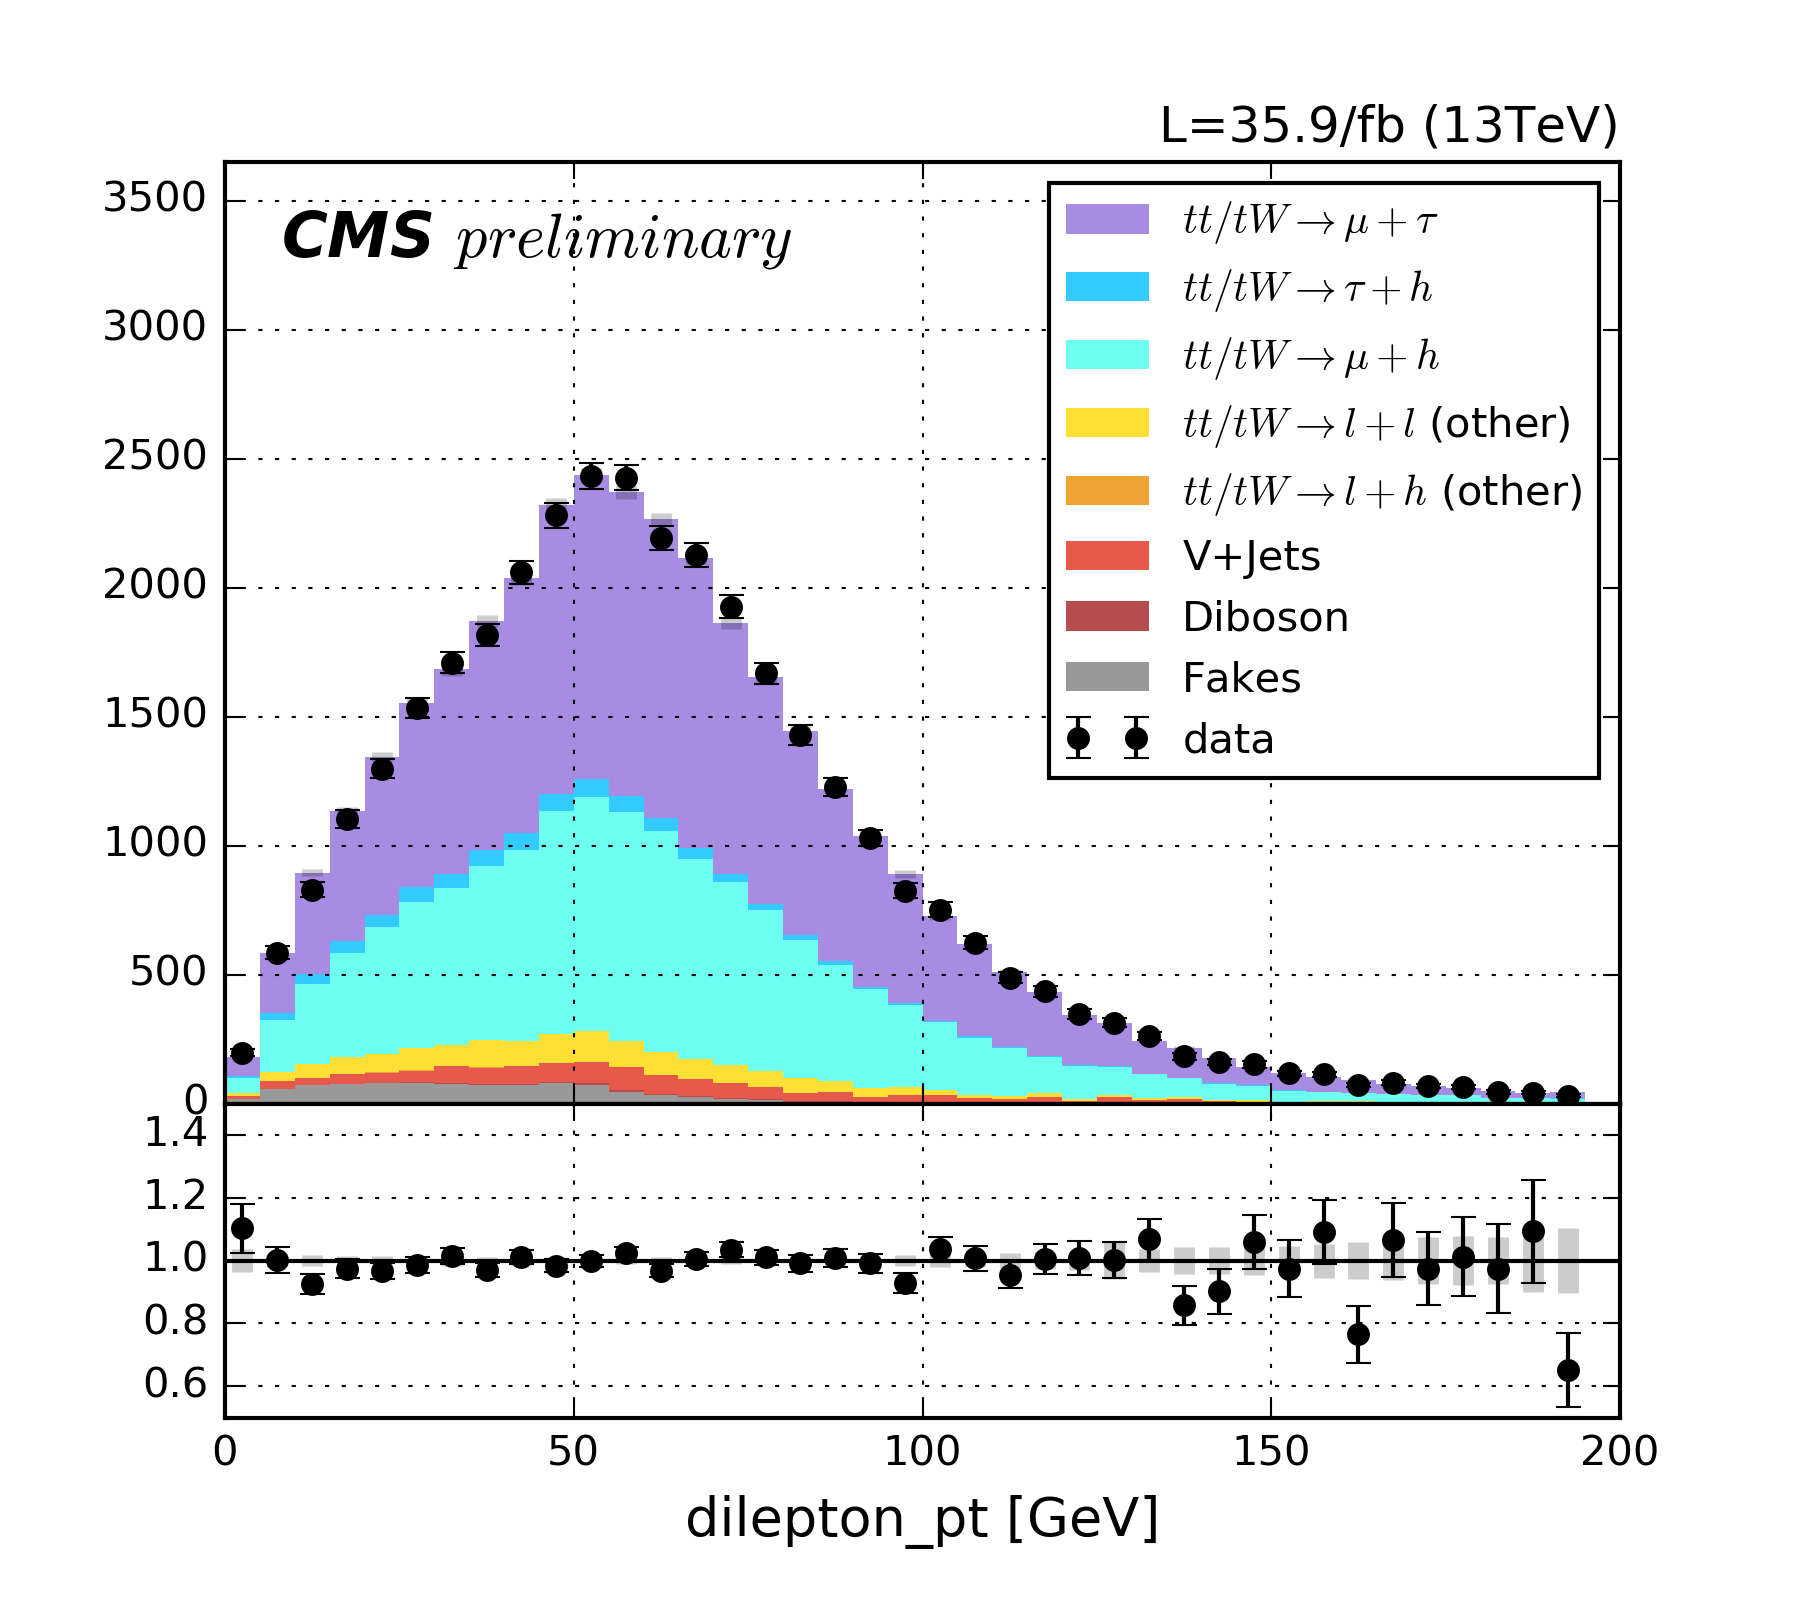 L=35.9/fb (13TeV)
CMS preliminary
3500
3000
2500
2000
1500
1000
500
0
tt/tW→μ+τ
tt/tW→τ+h
tt/tW→μ+h
tt/tW→l+l (other)
tt/tW→l+h (other)
V+Jets
Diboson
Fakes
data
1.4
1.2
1.0
0.8
0.6
0 50 100 150 200
dilepton_pt [GeV]